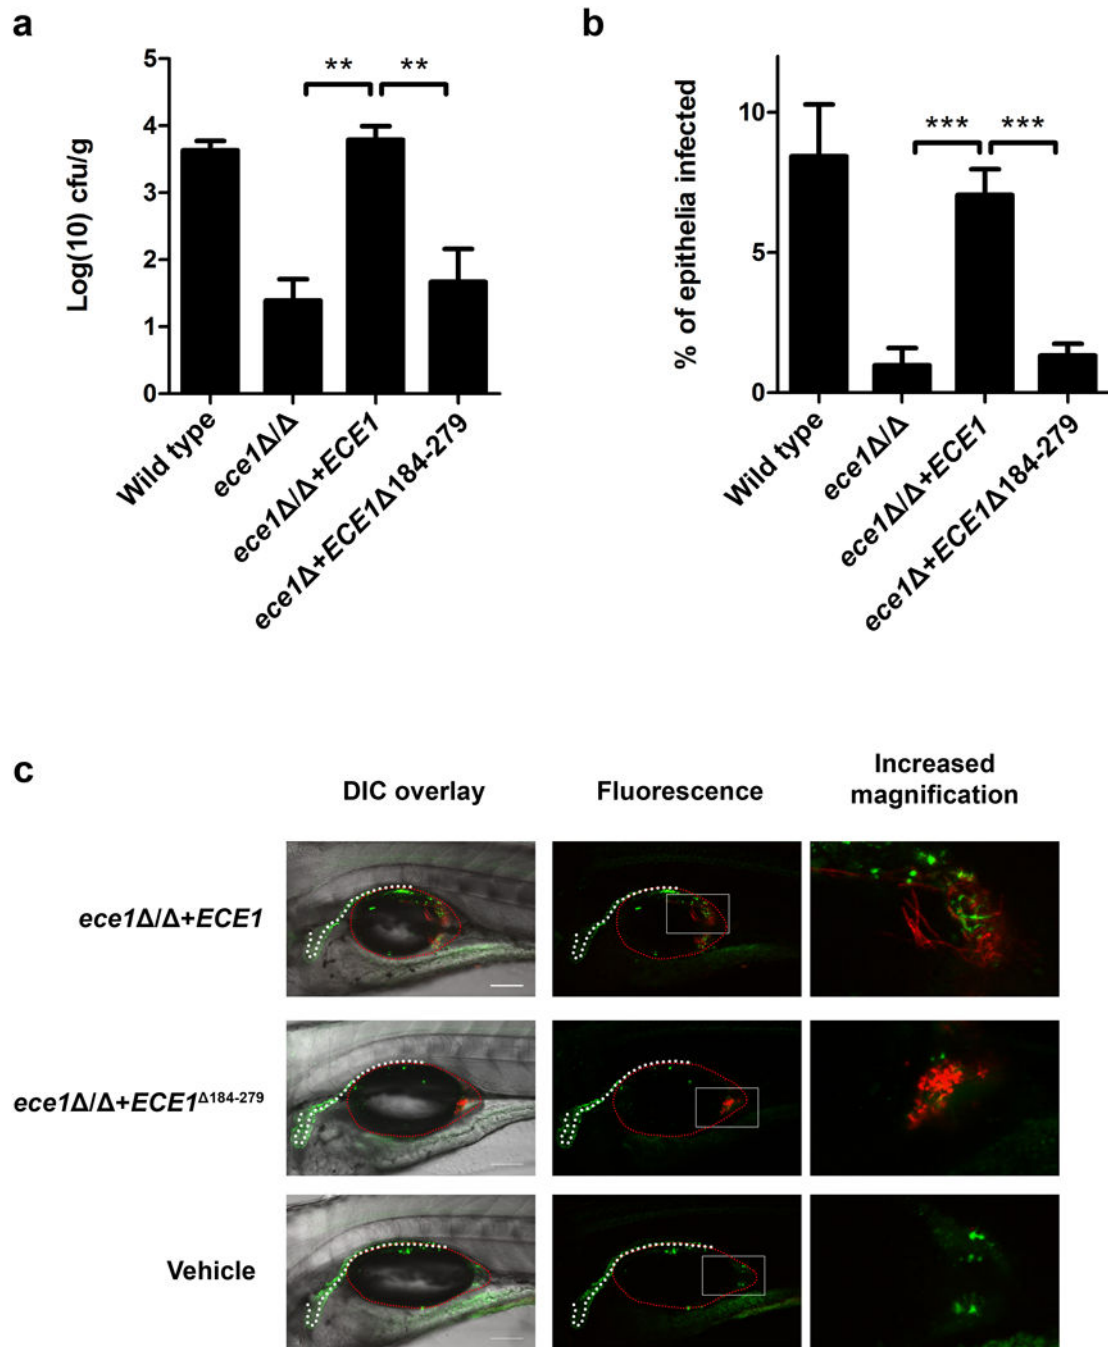 a
Log(10) cfu/g
5
4
3
2
1
0
**
**
Wild type
ece1Δ/Δ
ece1Δ/Δ+ECE1
ece1Δ+ECE1Δ184-279
b
% of epithelia infected
10
5
0
***
***
Wild type
ece1Δ/Δ
ece1Δ/Δ+ECE1
ece1Δ+ECE1Δ184-279
c
DIC overlay
Fluorescence
Increased
magnification
ece1Δ/Δ+ECE1
ece1Δ/Δ+ECE1Δ184-279
Vehicle